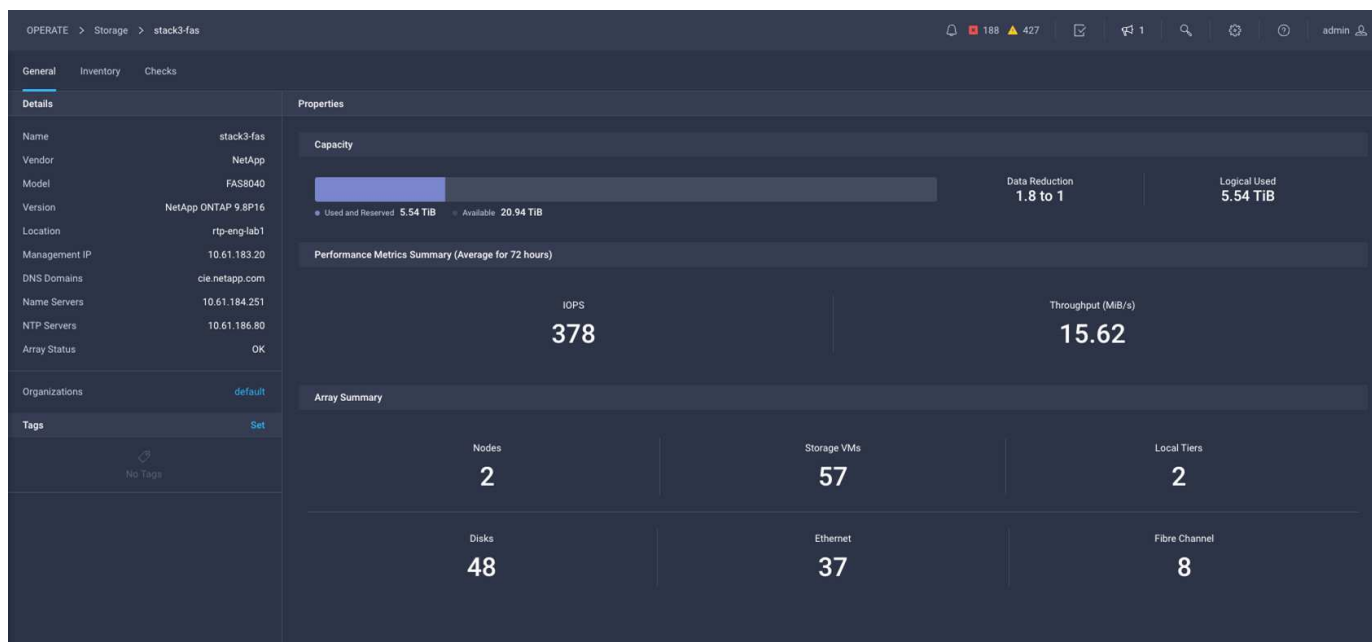 OPERATE > Storage > stack3-fas 188 427 1 admin
General Inventory Checks
Details
Name stack3-fas
Vendor NetApp
Model FAS8040
Version NetApp ONTAP 9.8P16
Location rtp-eng-lab1
Management IP 10.61.183.20
DNS Domains cie.netapp.com
Name Servers 10.61.184.251
NTP Servers 10.61.186.80
Array Status OK
Organizations default
Tags Set
No Tags
Properties
Capacity
Used and Reserved 5.54 TiB Available 20.94 TiB
Data Reduction
1.8 to 1
Logical Used
5.54 TiB
Performance Metrics Summary (Average for 72 hours)
IOPS
378
Throughput (MiB/s)
15.62
Array Summary
Nodes
2
Storage VMs
57
Local Tiers
2
Disks
48
Ethernet
37
Fibre Channel
8